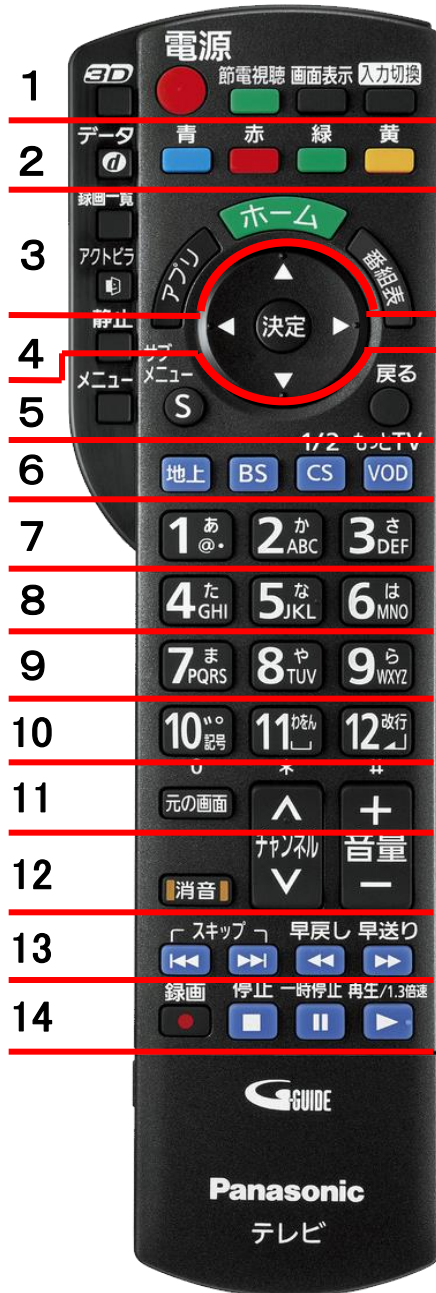 電源
1 3D 節電視聴 画面表示 入力切換
2 データ 青 赤 緑 黄
d
録画一覧 ホーム
3 アクトビラ アプリ 番組表
静止 決定
4 サブ
メニュー メニュー 戻る
5 S
1/2 もっとTV
6 地上 BS CS VOD
7 1 あ @. 2 か ABC 3 さ DEF
8 4 た GHI 5 な JKL 6 は MNO
9 7 ま PQRS 8 や TUV 9 ら WXYZ
10 10 ゛゜ 記号 11 わをん 12 改行
0 * #
11 元の画面 +
チャンネル 音量
12 消音 −
13 スキップ 早戻し 早送り
14 録画 停止 一時停止 再生/1.3倍速
G-GUIDE
Panasonic
テレビ